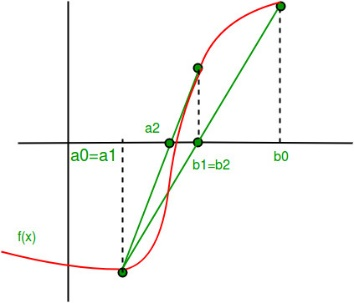 a2
a0=a1
b1=b2
b0
f(x)